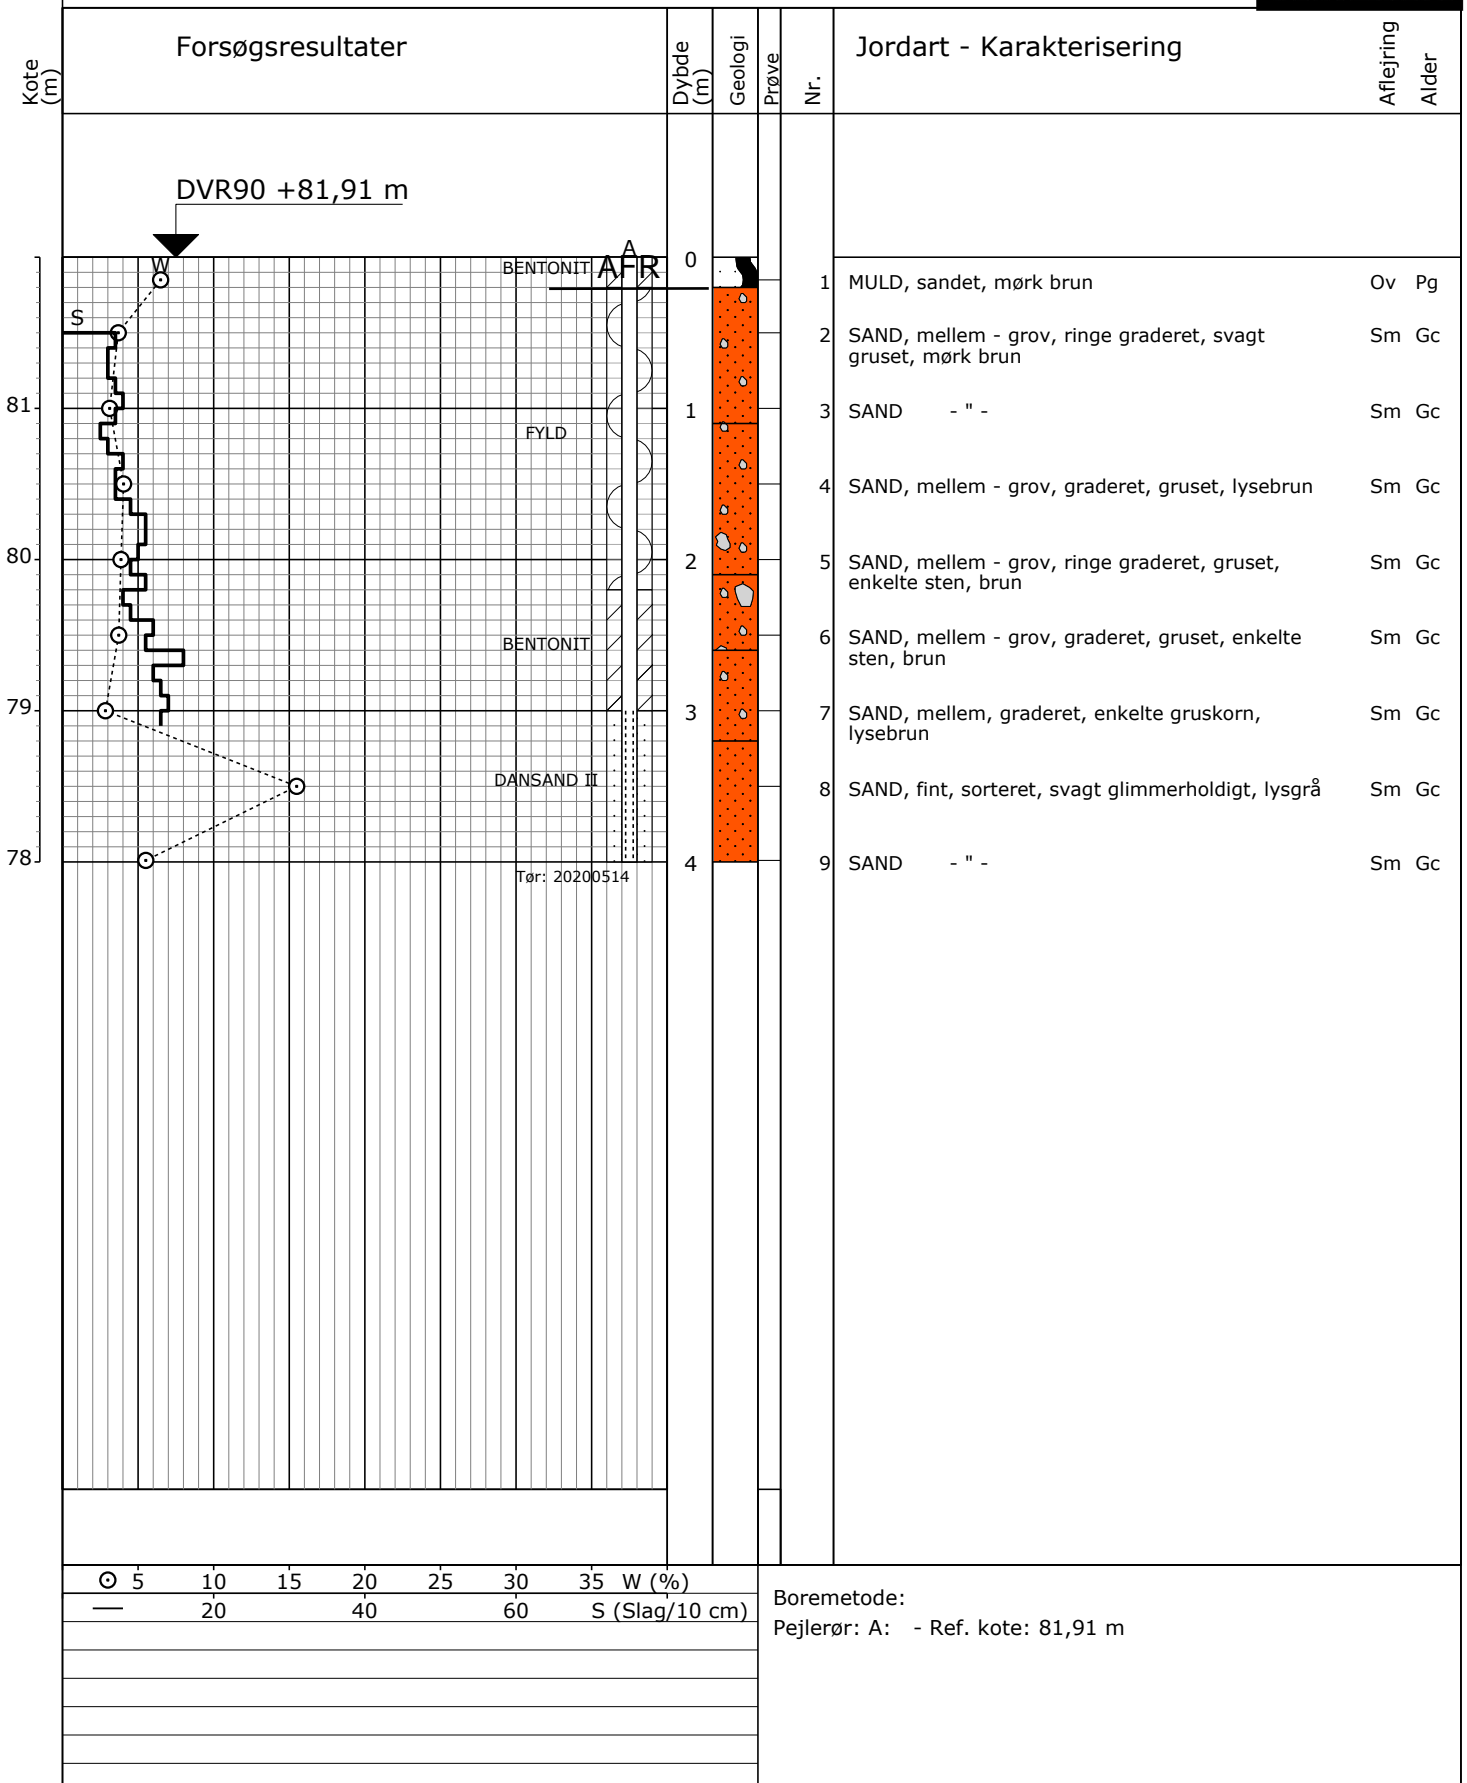 Kote (m)
Forsøgsresultater
Dybde (m)
Geologi
Prøve
Nr.
Jordart - Karakterisering
Aflejring
Alder
DVR90 +81,91 m
W
S
A
AFR
BENTONIT
FYLD
BENTONIT
DANSAND II
Tør: 20200514
81
80
79
78
0
1
2
3
4
1 MULD, sandet, mørk brun Ov Pg
2 SAND, mellem - grov, ringe graderet, svagt Sm Gc
gruset, mørk brun
3 SAND - " - Sm Gc
4 SAND, mellem - grov, graderet, gruset, lysebrun Sm Gc
5 SAND, mellem - grov, ringe graderet, gruset, Sm Gc
enkelte sten, brun
6 SAND, mellem - grov, graderet, gruset, enkelte Sm Gc
sten, brun
7 SAND, mellem, graderet, enkelte gruskorn, Sm Gc
lysebrun
8 SAND, fint, sorteret, svagt glimmerholdigt, lysgrå Sm Gc
9 SAND - " - Sm Gc
5 10 15 20 25 30 35 W (%)
20 40 60 S (Slag/10 cm)
Boremetode:
Pejlerør: A: - Ref. kote: 81,91 m